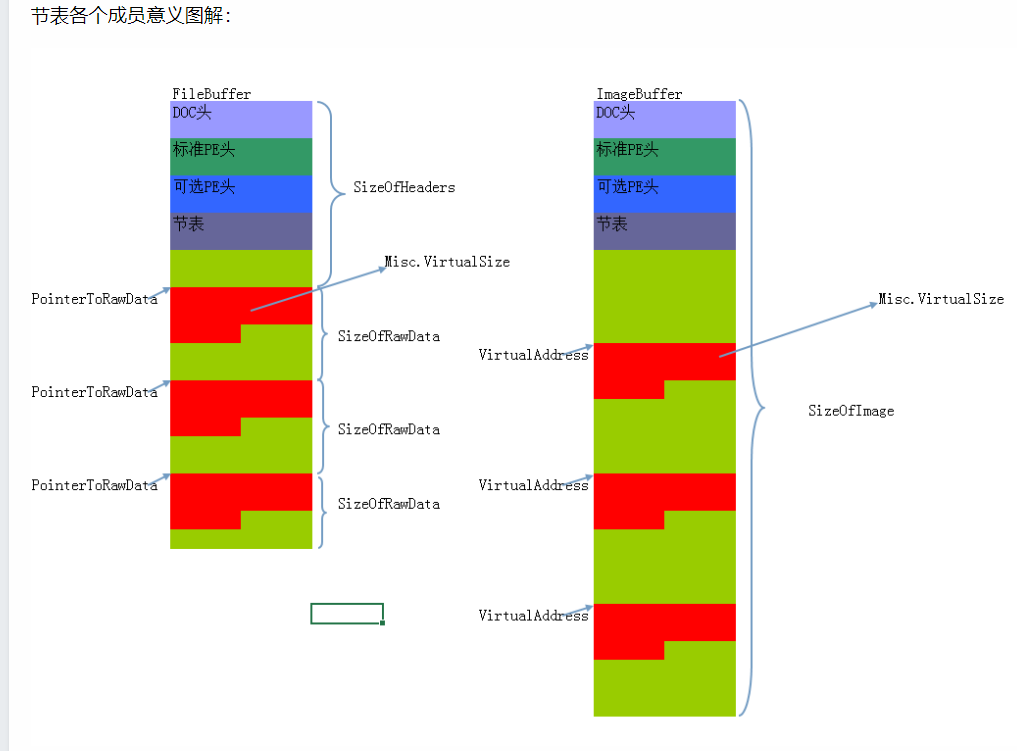 节表各个成员意义图解：
FileBuffer
DOC头
标准PE头
可选PE头
节表
SizeOfHeaders
Misc.VirtualSize
PointerToRawData
SizeOfRawData
PointerToRawData
SizeOfRawData
PointerToRawData
SizeOfRawData
ImageBuffer
DOC头
标准PE头
可选PE头
节表
Misc.VirtualSize
VirtualAddress
SizeOfImage
VirtualAddress
VirtualAddress